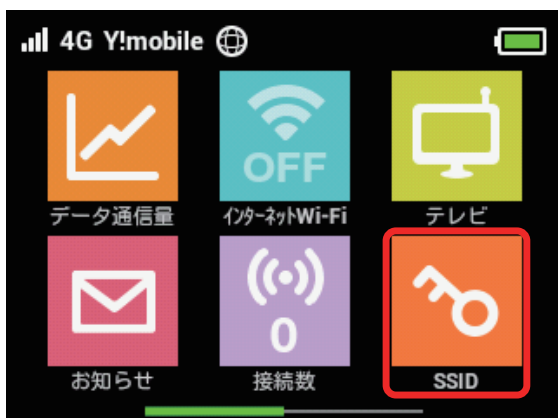 4G Y!mobile
OFF
データ通信量
インターネットWi-Fi
テレビ
0
お知らせ
接続数
SSID